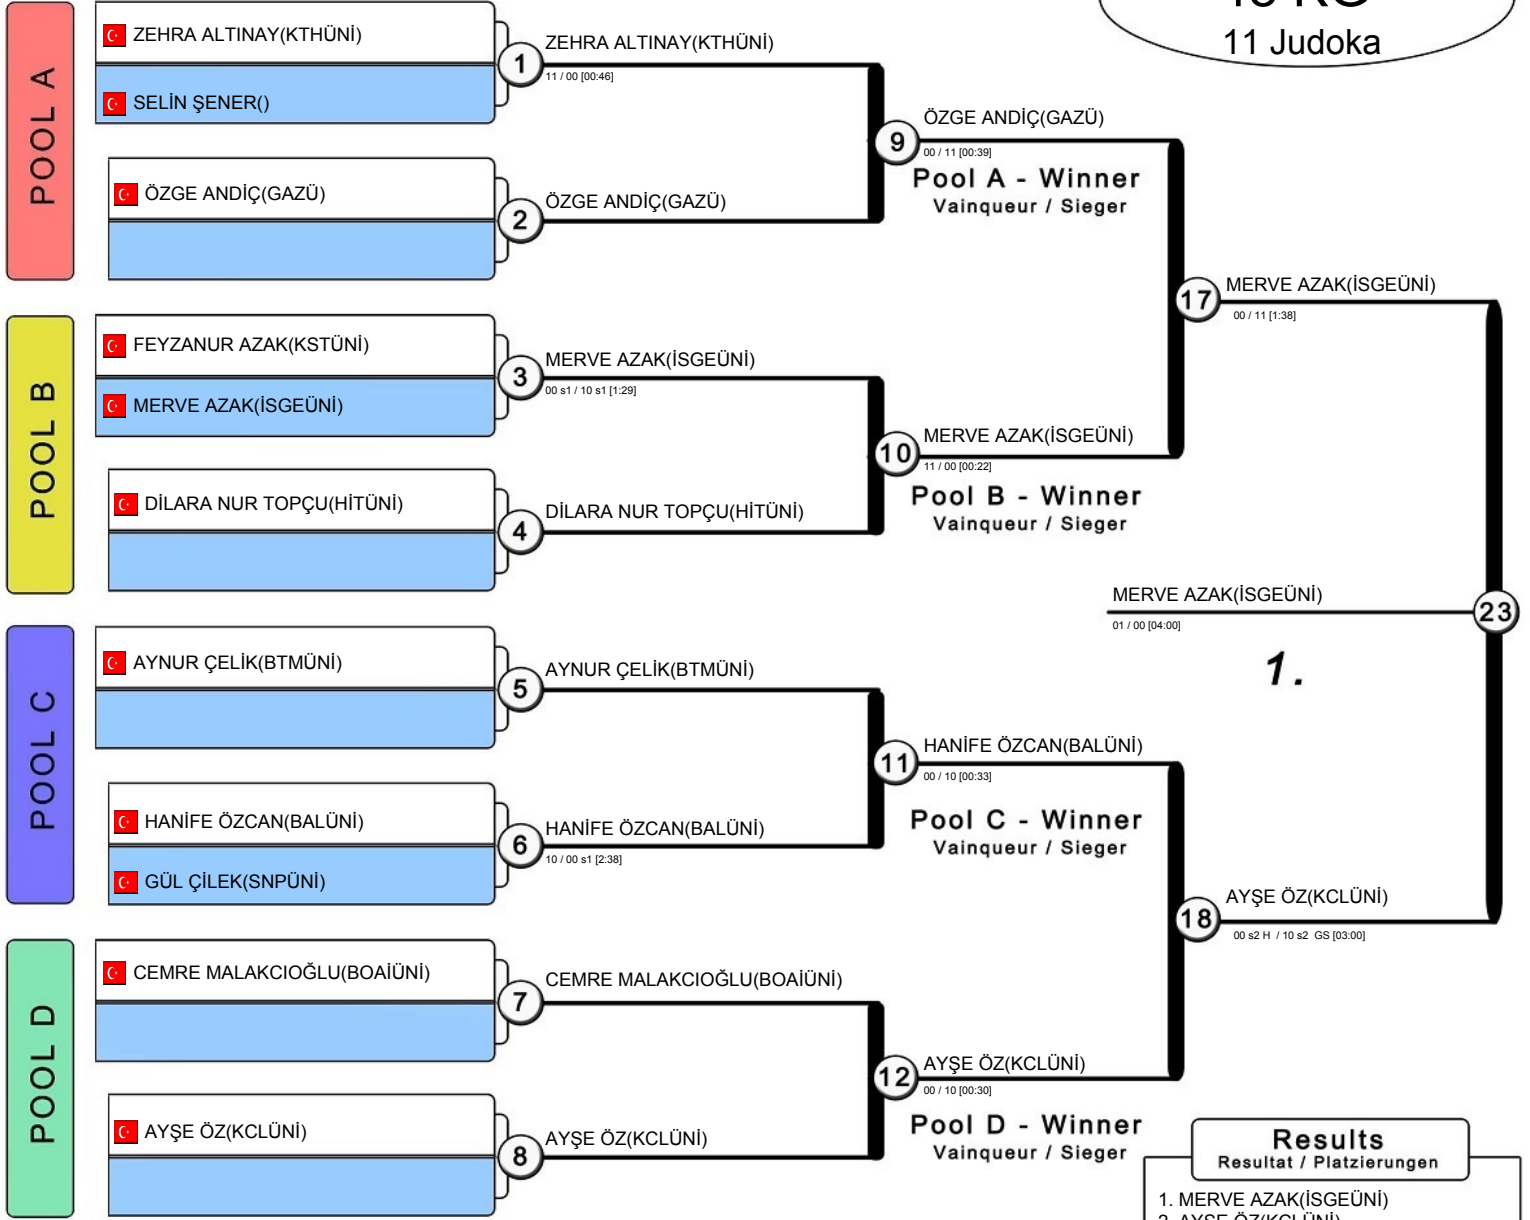 11 Judoka
POOL A
ZEHRA ALTINAY(KTHÜNİ)
SELİN ŞENER()
1
ZEHRA ALTINAY(KTHÜNİ)
11 / 00 [00:46]
ÖZGE ANDİÇ(GAZÜ)
2
ÖZGE ANDİÇ(GAZÜ)
9
ÖZGE ANDİÇ(GAZÜ)
00 / 11 [00:39]
Pool A - Winner
Vainqueur / Sieger
POOL B
FEYZANUR AZAK(KSTÜNİ)
MERVE AZAK(İSGEÜNİ)
3
MERVE AZAK(İSGEÜNİ)
00 s1 / 10 s1 [1:29]
DİLARA NUR TOPÇU(HİTÜNİ)
4
DİLARA NUR TOPÇU(HİTÜNİ)
10
MERVE AZAK(İSGEÜNİ)
11 / 00 [00:22]
Pool B - Winner
Vainqueur / Sieger
17
MERVE AZAK(İSGEÜNİ)
00 / 11 [1:38]
MERVE AZAK(İSGEÜNİ)
23
01 / 00 [04:00]
1.
POOL C
AYNUR ÇELİK(BTMÜNİ)
5
AYNUR ÇELİK(BTMÜNİ)
HANİFE ÖZCAN(BALÜNİ)
GÜL ÇİLEK(SNPÜNİ)
6
HANİFE ÖZCAN(BALÜNİ)
10 / 00 s1 [2:38]
11
HANİFE ÖZCAN(BALÜNİ)
00 / 10 [00:33]
Pool C - Winner
Vainqueur / Sieger
18
AYŞE ÖZ(KCLÜNİ)
00 s2 H / 10 s2 GS [03:00]
POOL D
CEMRE MALAKCIOĞLU(BOAİÜNİ)
7
CEMRE MALAKCIOĞLU(BOAİÜNİ)
AYŞE ÖZ(KCLÜNİ)
8
AYŞE ÖZ(KCLÜNİ)
12
AYŞE ÖZ(KCLÜNİ)
00 / 10 [00:30]
Pool D - Winner
Vainqueur / Sieger
Results
Resultat / Platzierungen
1. MERVE AZAK(İSGEÜNİ)
2. AYŞE ÖZ(KCLÜNİ)